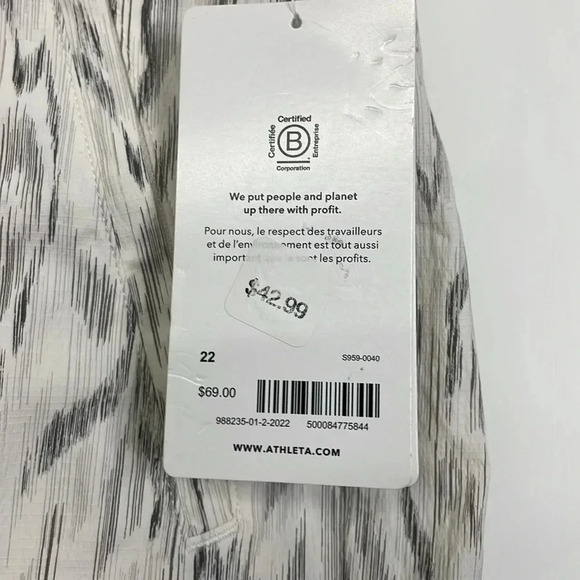 Certified
Certifiée
B
Entreprise
Corporation
We put people and planet
up there with profit.
Pour nous, le respect des travailleurs
et de l'environnement est tout aussi
important que le sont les profits.
$42.99
22
S959-0040
$69.00
988235-01-2-2022 500084775844
WWW.ATHLETA.COM